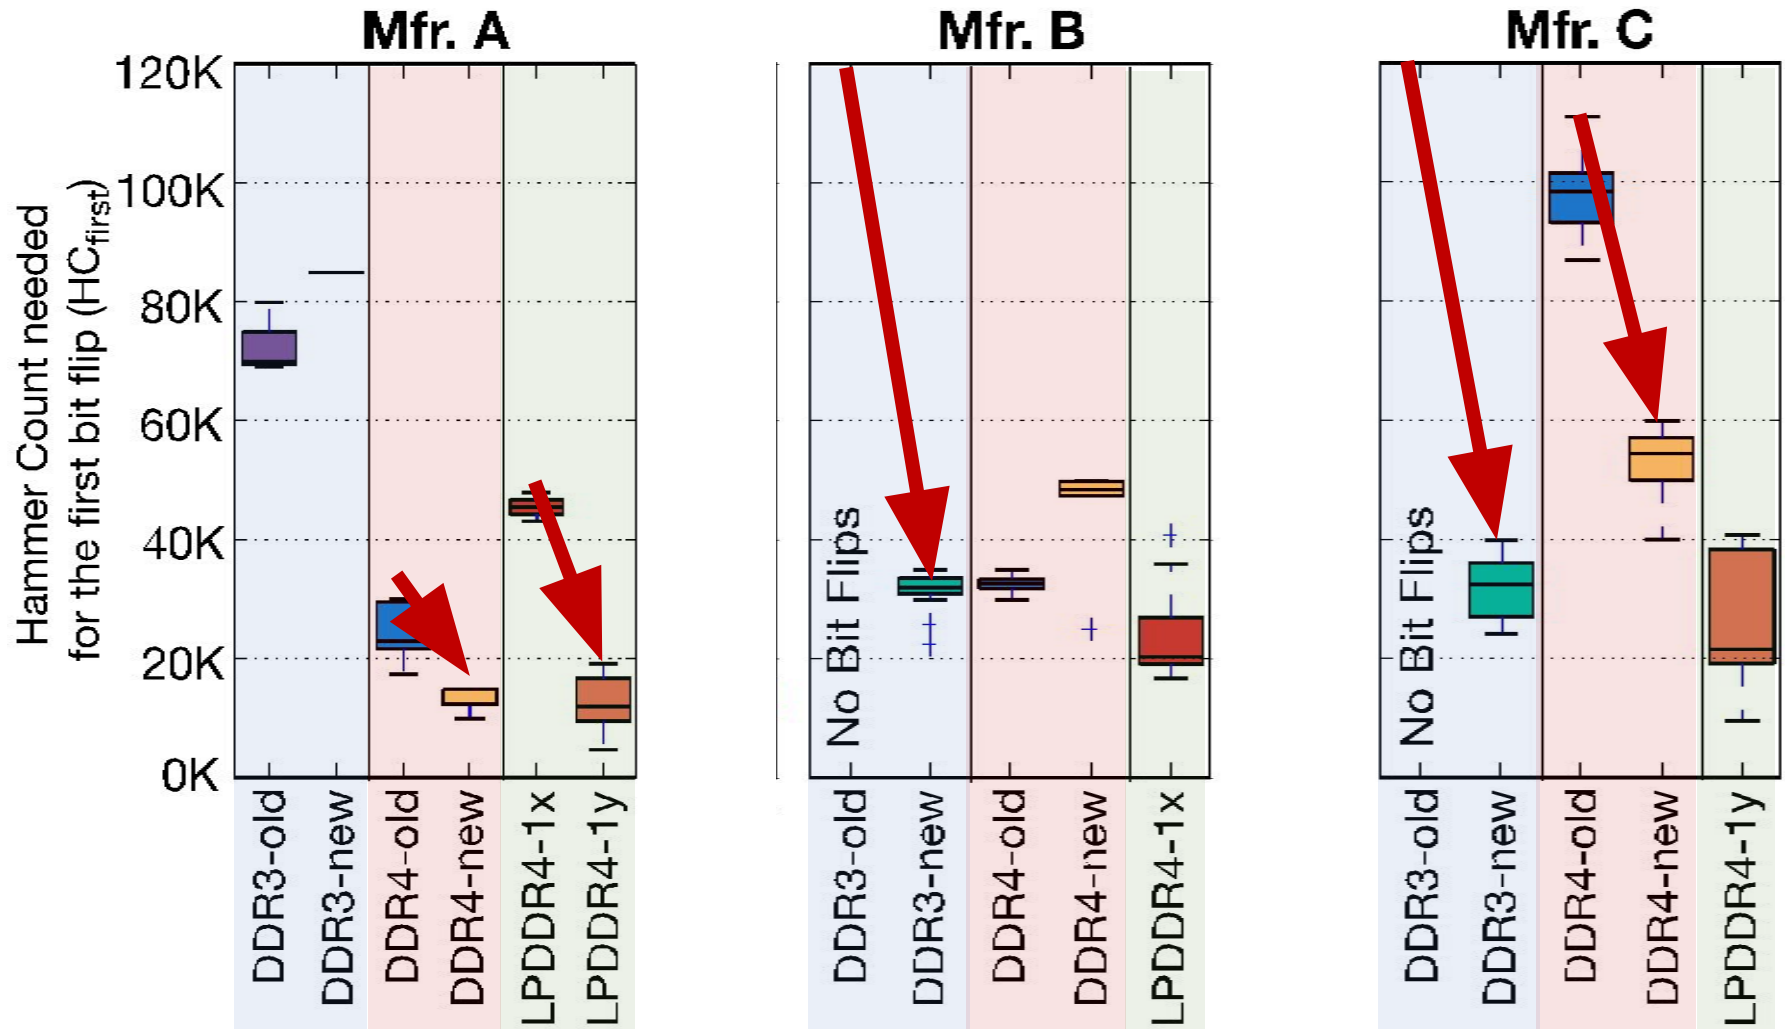 Mfr. A
Mfr. B
Mfr. C
Hammer Count needed
for the first bit flip (HCfirst)
120K
100K
80K
60K
40K
20K
0K
No Bit Flips
No Bit Flips
DDR3-old
DDR3-new
DDR4-old
DDR4-new
LPDDR4-1x
LPDDR4-1y
DDR3-old
DDR3-new
DDR4-old
DDR4-new
LPDDR4-1x
DDR3-old
DDR3-new
DDR4-old
DDR4-new
LPDDR4-1y